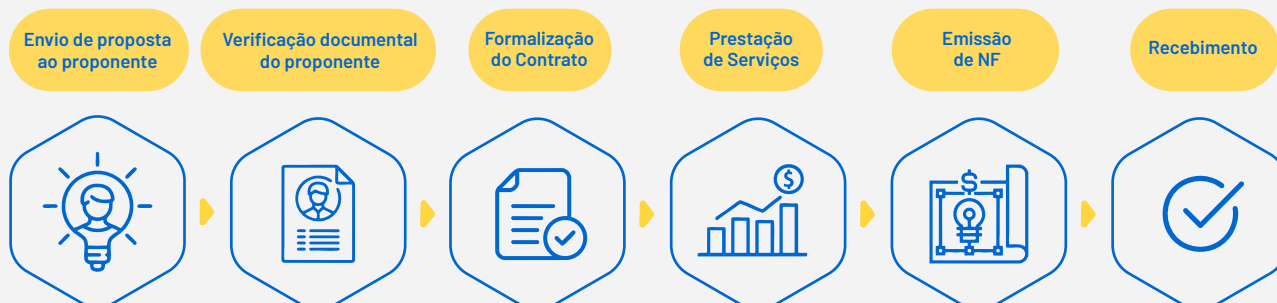 Envio de proposta
ao proponente
Verificação documental
do proponente
Formalização
do Contrato
Prestação
de Serviços
Emissão
de NF
Recebimento
$
$